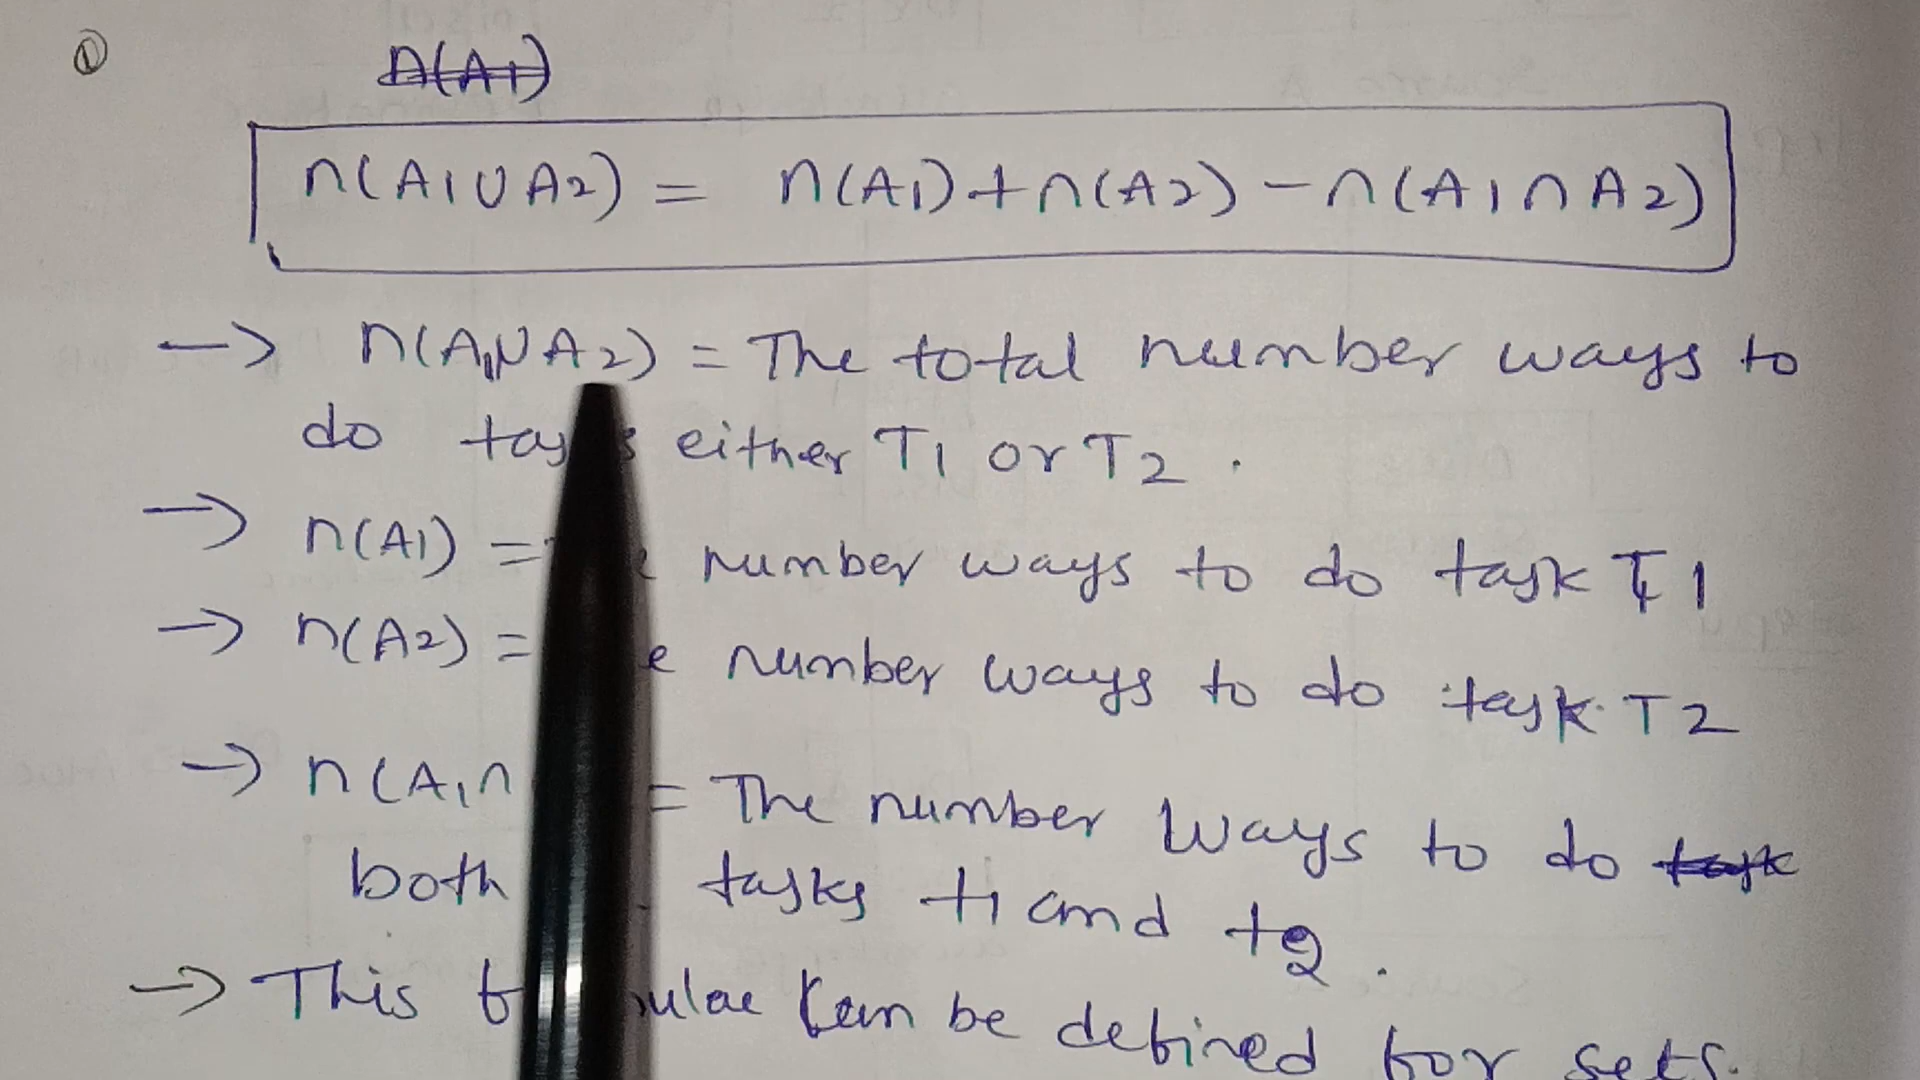 ①
n(A1)
n(A1 U A2) = n(A1) + n(A2) - n(A1 ∩ A2)
-> n(A1 U A2) = The total number ways to
do either T1 or T2.
-> n(A1) = number ways to do task T1
-> n(A2) = number ways to do task T2
-> n(A1 ∩ = The number ways to do task
both tasks t1 and t2.
-> This can be defined for sets.